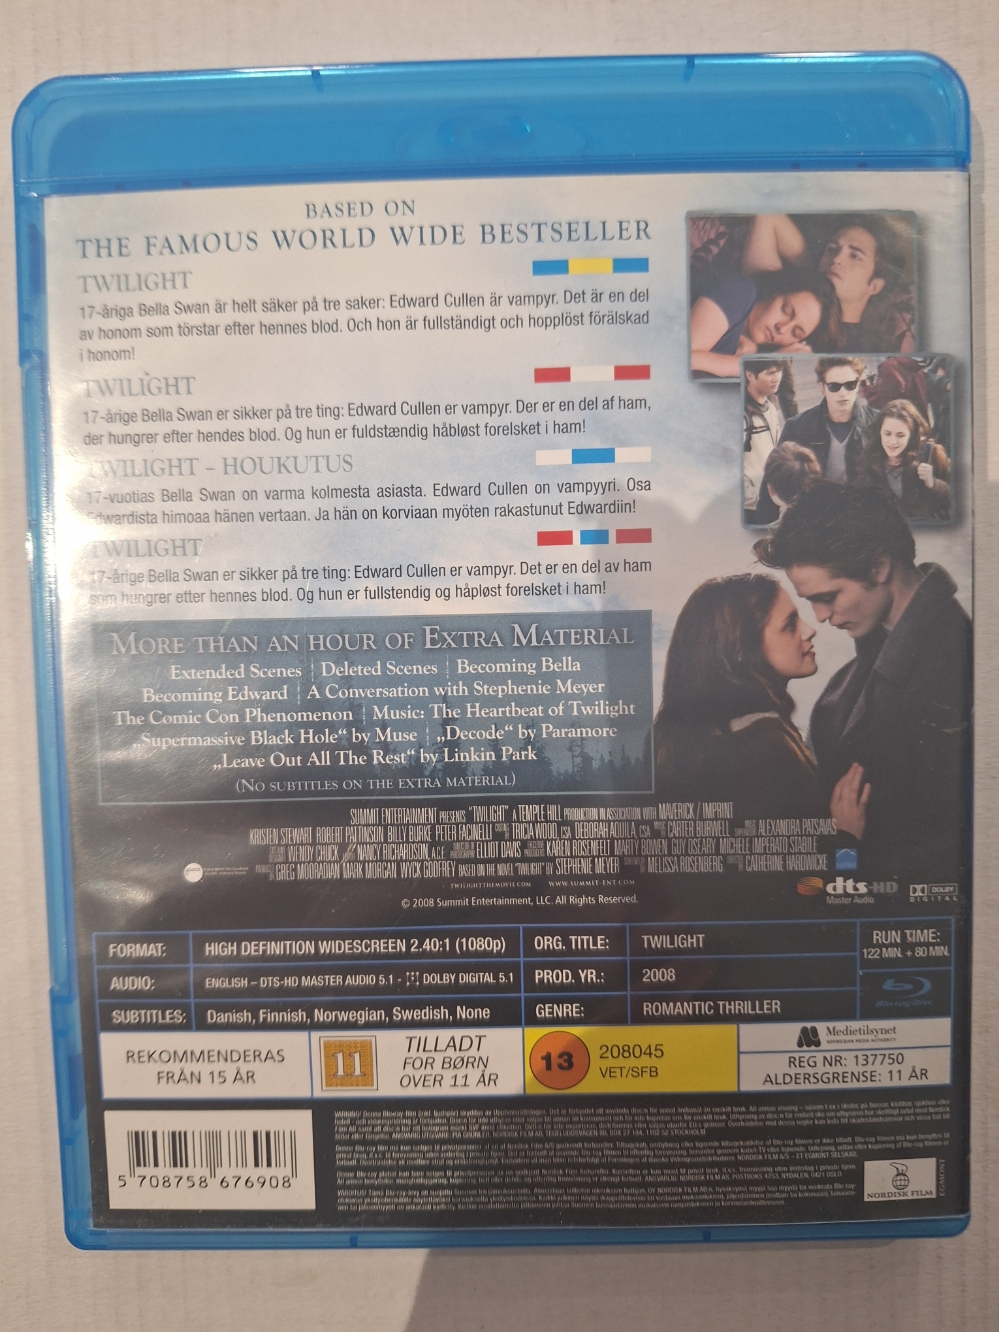 BASED ON
THE FAMOUS WORLD WIDE BESTSELLER
TWILIGHT
17-åriga Bella Swan är helt säker på tre saker: Edward Cullen är vampyr. Det är en del
av honom som törstar efter hennes blod. Och hon är fullständigt och hopplöst förälskad
i honom!
TWILIGHT
17-årige Bella Swan er sikker på tre ting: Edward Cullen er vampyr. Der er en del af ham,
der hungrer efter hendes blod. Og hun er fuldstændig håbløst forelsket i ham!
TWILIGHT – HOUKUTUS
17-vuotias Bella Swan on varma kolmesta asiasta. Edward Cullen on vampyyri. Osa
Edwardista himoaa hänen vertaan. Ja hän on korviaan myöten rakastunut Edwardiin!
TWILIGHT
17-årige Bella Swan er sikker på tre ting: Edward Cullen er vampyr. Det er en del av ham
som hungrer etter hennes blod. Og hun er fullstendig og håpløst forelsket i ham!
MORE THAN AN HOUR OF EXTRA MATERIAL
Extended Scenes | Deleted Scenes | Becoming Bella
Becoming Edward | A Conversation with Stephenie Meyer
The Comic Con Phenomenon | Music: The Heartbeat of Twilight
„Supermassive Black Hole“ by Muse | „Decode“ by Paramore
„Leave Out All The Rest“ by Linkin Park
(NO SUBTITLES ON THE EXTRA MATERIAL)
SUMMIT ENTERTAINMENT PRESENTS "TWILIGHT" A TEMPLE HILL PRODUCTION IN ASSOCIATION WITH MAVERICK / IMPRINT
KRISTEN STEWART ROBERT PATTINSON BILLY BURKE PETER FACINELLI TRICIA WOOD, CSA DEBORAH AQUILA, CSA CARTER BURWELL ALEXANDRA PATSAVAS
WENDY CHUCK NANCY RICHARDSON, A.C.E. ELLIOT DAVIS KAREN ROSENFELT MARTY BOWEN GUY OSEARY MICHELE IMPERATO STABILE
GREG MOORADIAN MARK MORGAN WYCK GODFREY BASED ON THE NOVEL "TWILIGHT" BY STEPHENIE MEYER MELISSA ROSENBERG CATHERINE HARDWICKE
TWILIGHTTHEMOVIE.COM WWW.SUMMIT-ENT.COM
© 2008 Summit Entertainment, LLC. All Rights Reserved.
dts-HD
Master Audio
DOLBY
DIGITAL
FORMAT: HIGH DEFINITION WIDESCREEN 2.40:1 (1080p) ORG. TITLE: TWILIGHT
RUN TIME:
122 MIN. + 80 MIN.
AUDIO: ENGLISH – DTS-HD MASTER AUDIO 5.1 - DOLBY DIGITAL 5.1 PROD. YR.: 2008
Blu-ray Disc
SUBTITLES: Danish, Finnish, Norwegian, Swedish, None GENRE: ROMANTIC THRILLER
REKOMMENDERAS
FRÅN 15 ÅR
11
TILLADT
FOR BØRN
OVER 11 ÅR
13
208045
VET/SFB
Medietilsynet
NORWEGIAN MEDIA AUTHORITY
REG NR: 137750
ALDERSGRENSE: 11 ÅR
5 708758 676908
NORDISK FILM
EGMONT